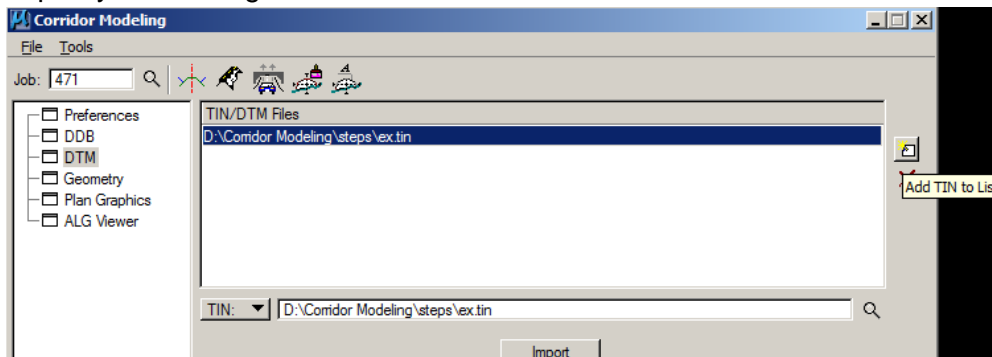 Corridor Modeling
File Tools
Job: 471
Preferences
DDB
DTM
Geometry
Plan Graphics
ALG Viewer
TIN/DTM Files
D:\Corridor Modeling\steps\ex.tin
Add TIN to Lis
TIN: D:\Corridor Modeling\steps\ex.tin
Import